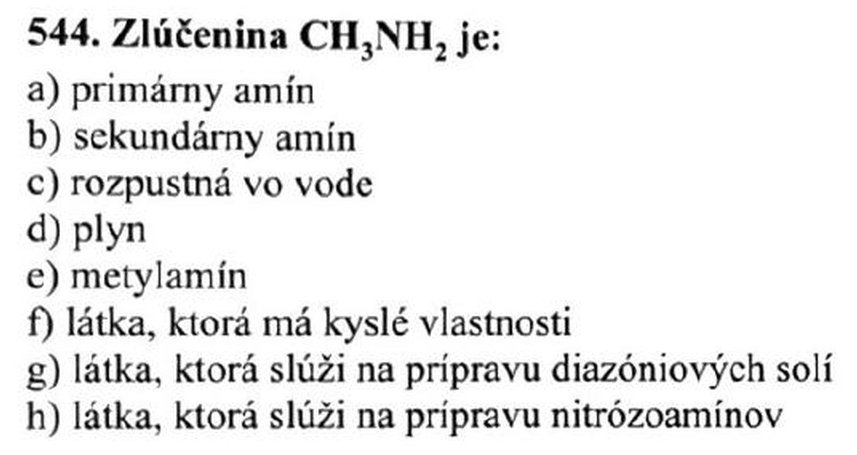 544. Zlúčenina CH₃NH₂ je:
a) primárny amín
b) sekundárny amín
c) rozpustná vo vode
d) plyn
e) metylamín
f) látka, ktorá má kyslé vlastnosti
g) látka, ktorá slúži na prípravu diazóniových solí
h) látka, ktorá slúži na prípravu nitrózoamínov